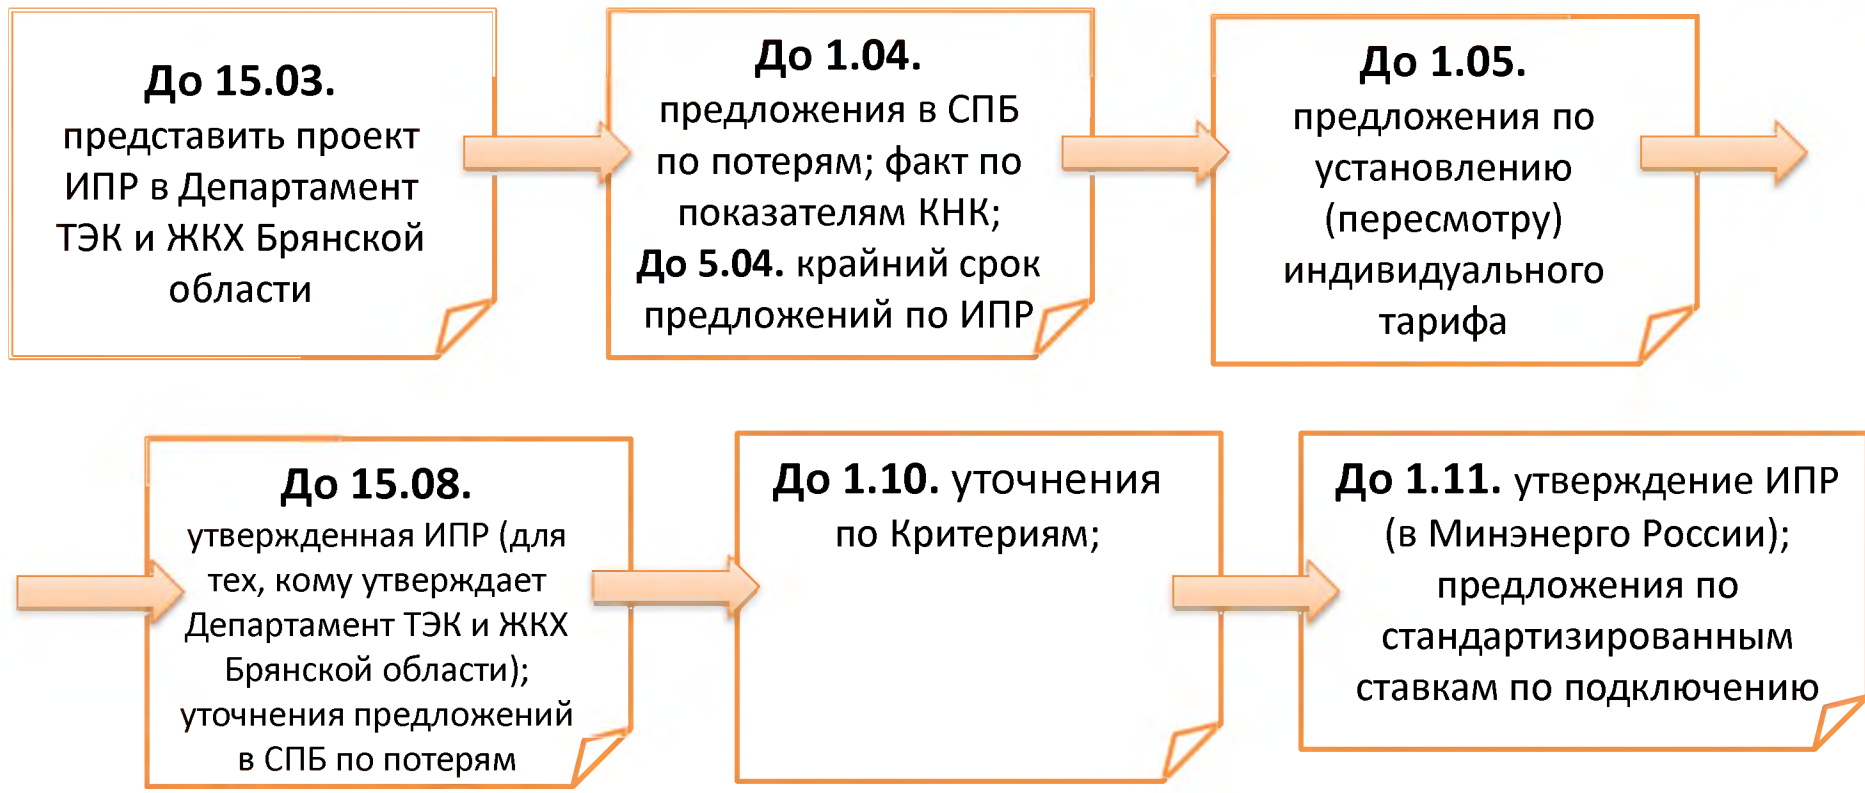 До 15.03.
представить проект
ИПР в Департамент
ТЭК и ЖКХ Брянской
области
До 1.04.
предложения в СПБ
по потерям; факт по
показателям КНК;
До 5.04. крайний срок
предложений по ИПР
До 1.05.
предложения по
установлению
(пересмотру)
индивидуального
тарифа
До 15.08.
утвержденная ИПР (для
тех, кому утверждает
Департамент ТЭК и ЖКХ
Брянской области);
уточнения предложений
в СПБ по потерям
До 1.10. уточнения
по Критериям;
До 1.11. утверждение ИПР
(в Минэнерго России);
предложения по
стандартизированным
ставкам по подключению